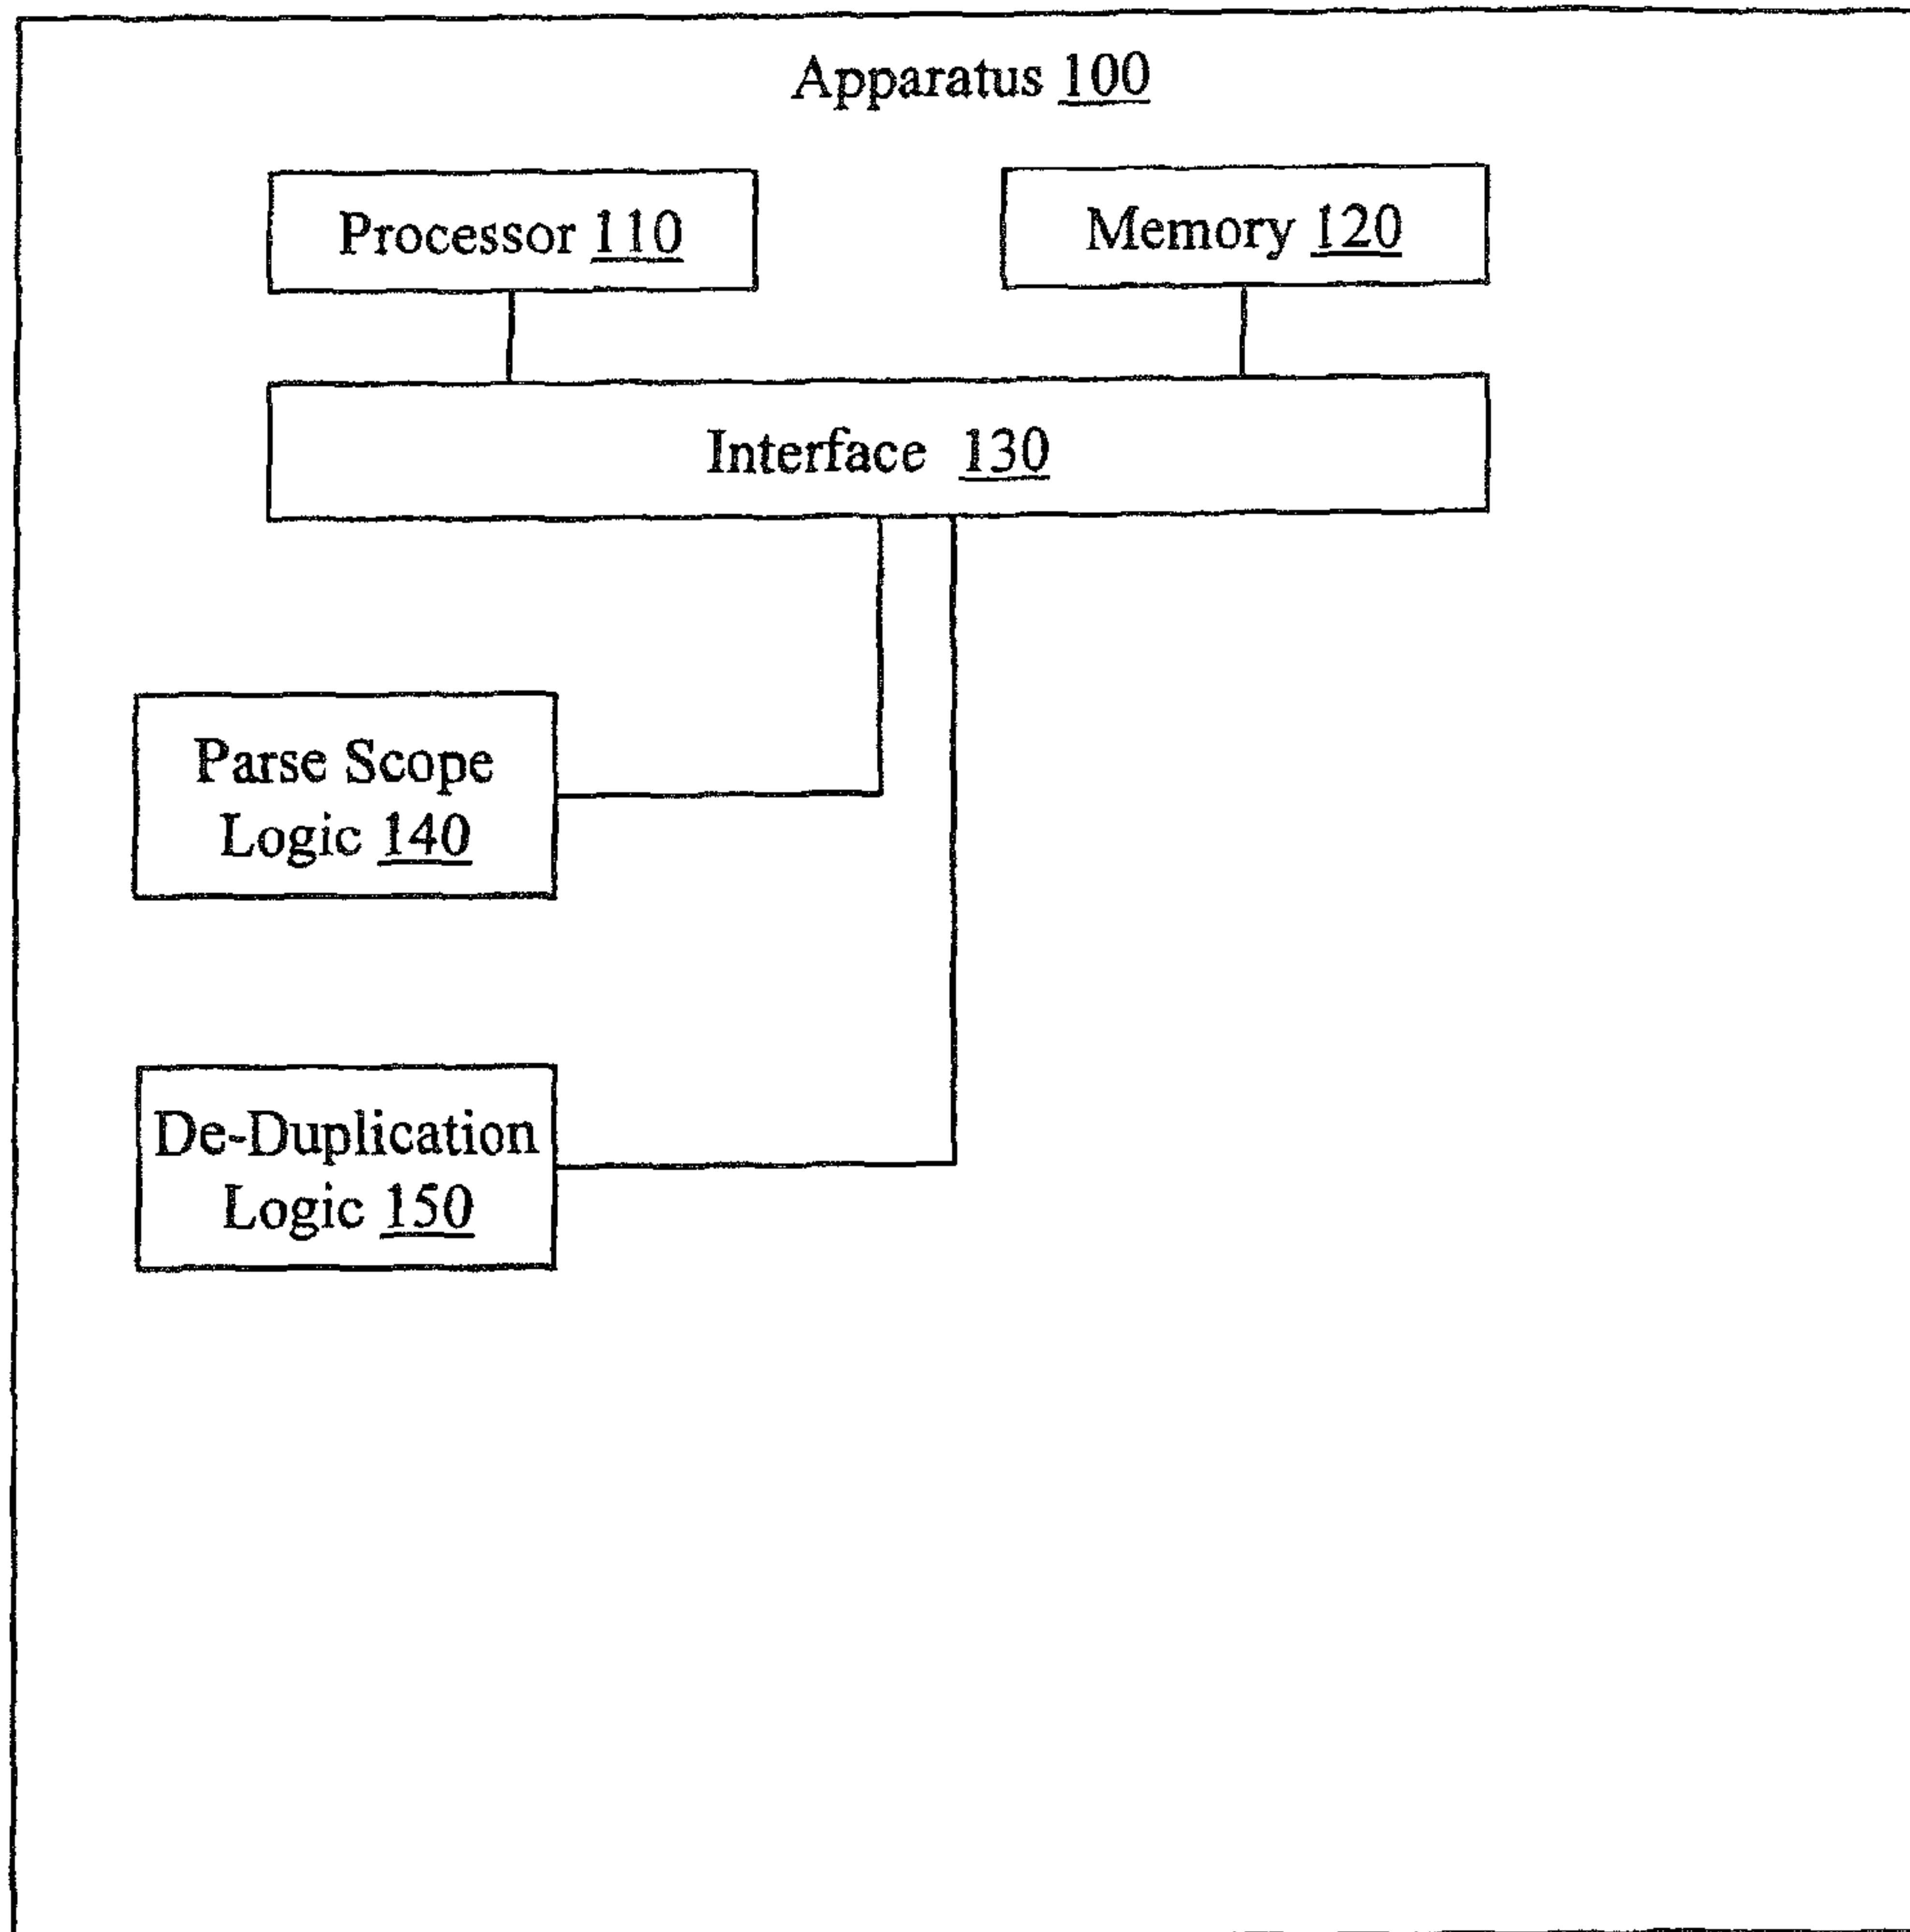 Apparatus 100
Processor 110
Memory 120
Interface 130
Parse Scope
Logic 140
De-Duplication
Logic 150